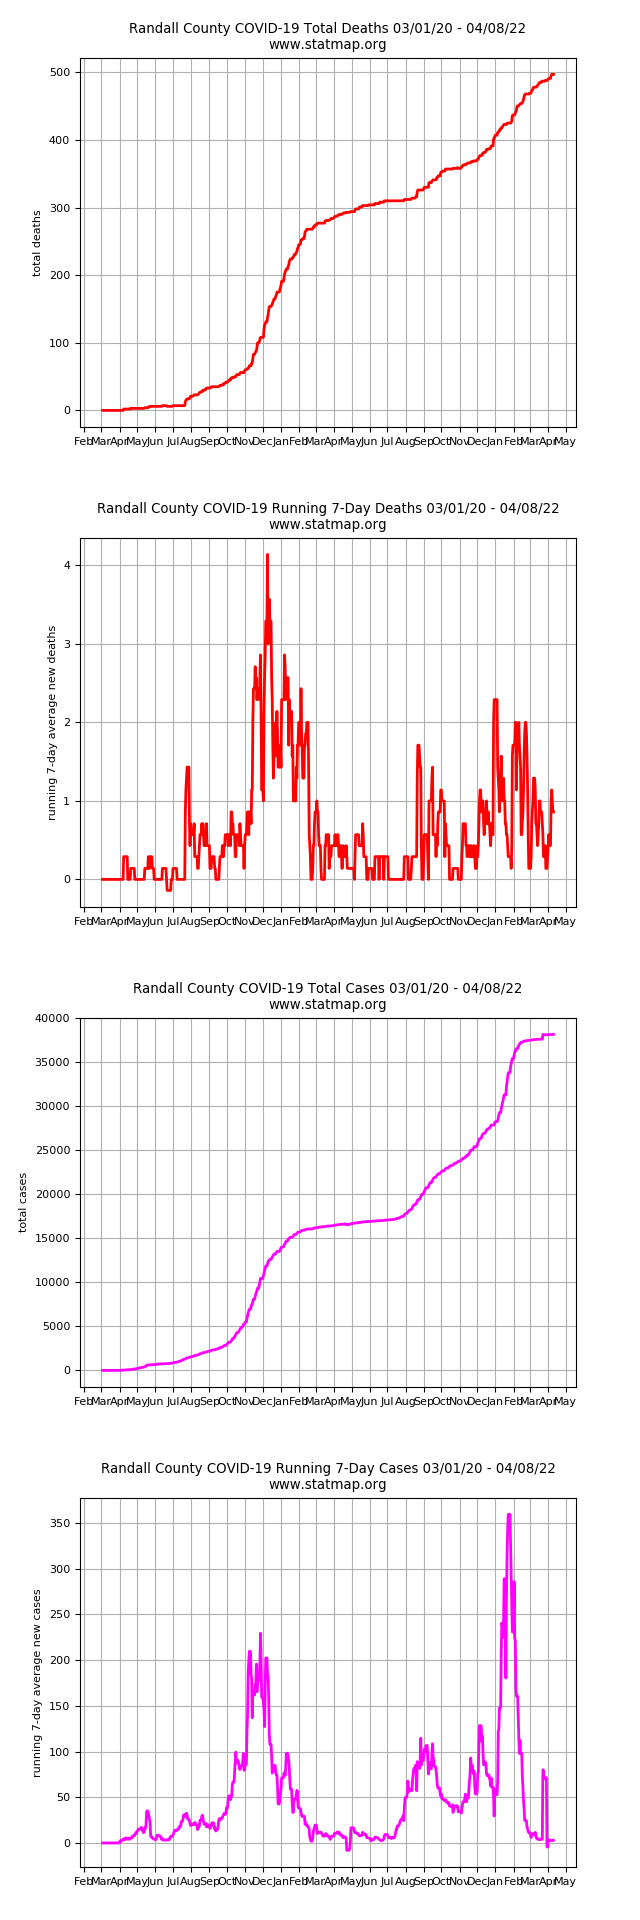 Randall County COVID-19 Total Deaths 03/01/20 - 04/08/22
www.statmap.org
500
400
300
200
100
0
total deaths
Feb Mar Apr May Jun Jul Aug Sep Oct Nov Dec Jan Feb Mar Apr May Jun Jul Aug Sep Oct Nov Dec Jan Feb Mar Apr May
Randall County COVID-19 Running 7-Day Deaths 03/01/20 - 04/08/22
www.statmap.org
4
3
2
1
0
running 7-day average new deaths
Feb Mar Apr May Jun Jul Aug Sep Oct Nov Dec Jan Feb Mar Apr May Jun Jul Aug Sep Oct Nov Dec Jan Feb Mar Apr May
Randall County COVID-19 Total Cases 03/01/20 - 04/08/22
www.statmap.org
40000
35000
30000
25000
20000
15000
10000
5000
0
total cases
Feb Mar Apr May Jun Jul Aug Sep Oct Nov Dec Jan Feb Mar Apr May Jun Jul Aug Sep Oct Nov Dec Jan Feb Mar Apr May
Randall County COVID-19 Running 7-Day Cases 03/01/20 - 04/08/22
www.statmap.org
350
300
250
200
150
100
50
0
running 7-day average new cases
Feb Mar Apr May Jun Jul Aug Sep Oct Nov Dec Jan Feb Mar Apr May Jun Jul Aug Sep Oct Nov Dec Jan Feb Mar Apr May